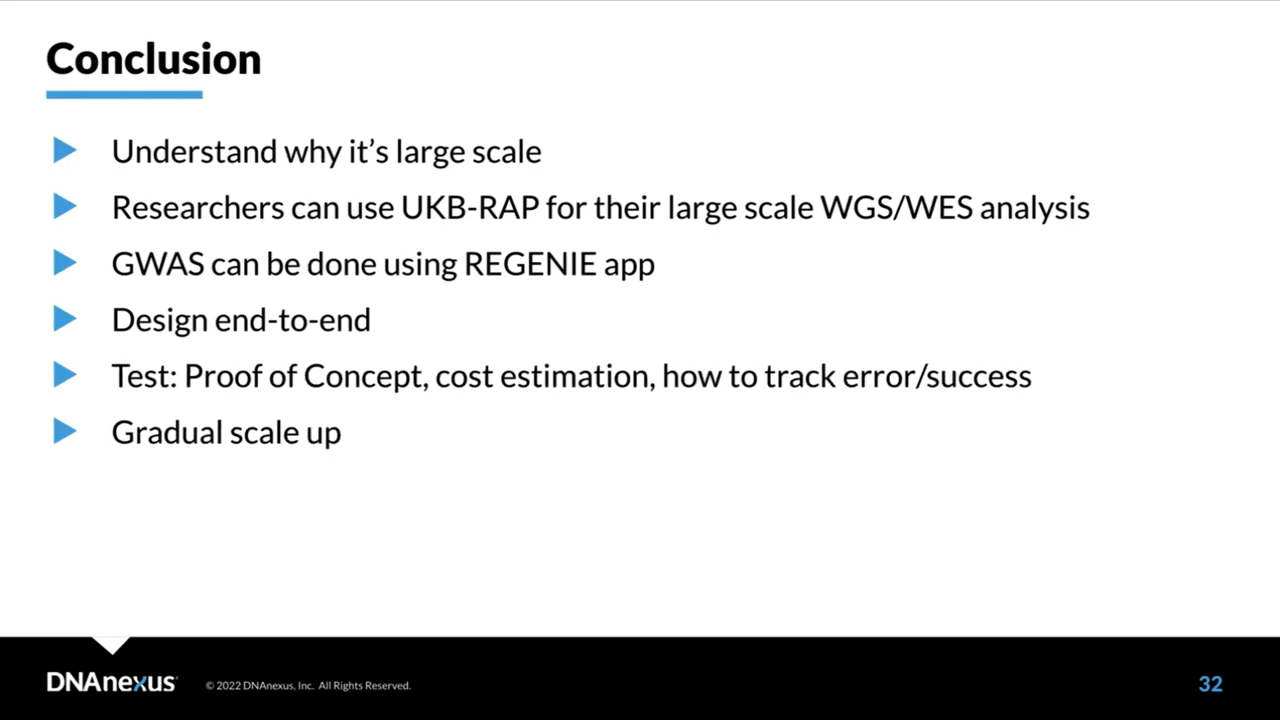 Conclusion
Understand why it’s large scale
Researchers can use UKB-RAP for their large scale WGS/WES analysis
GWAS can be done using REGENIE app
Design end-to-end
Test: Proof of Concept, cost estimation, how to track error/success
Gradual scale up
DNAnexus
© 2022 DNAnexus, Inc. All Rights Reserved.
32